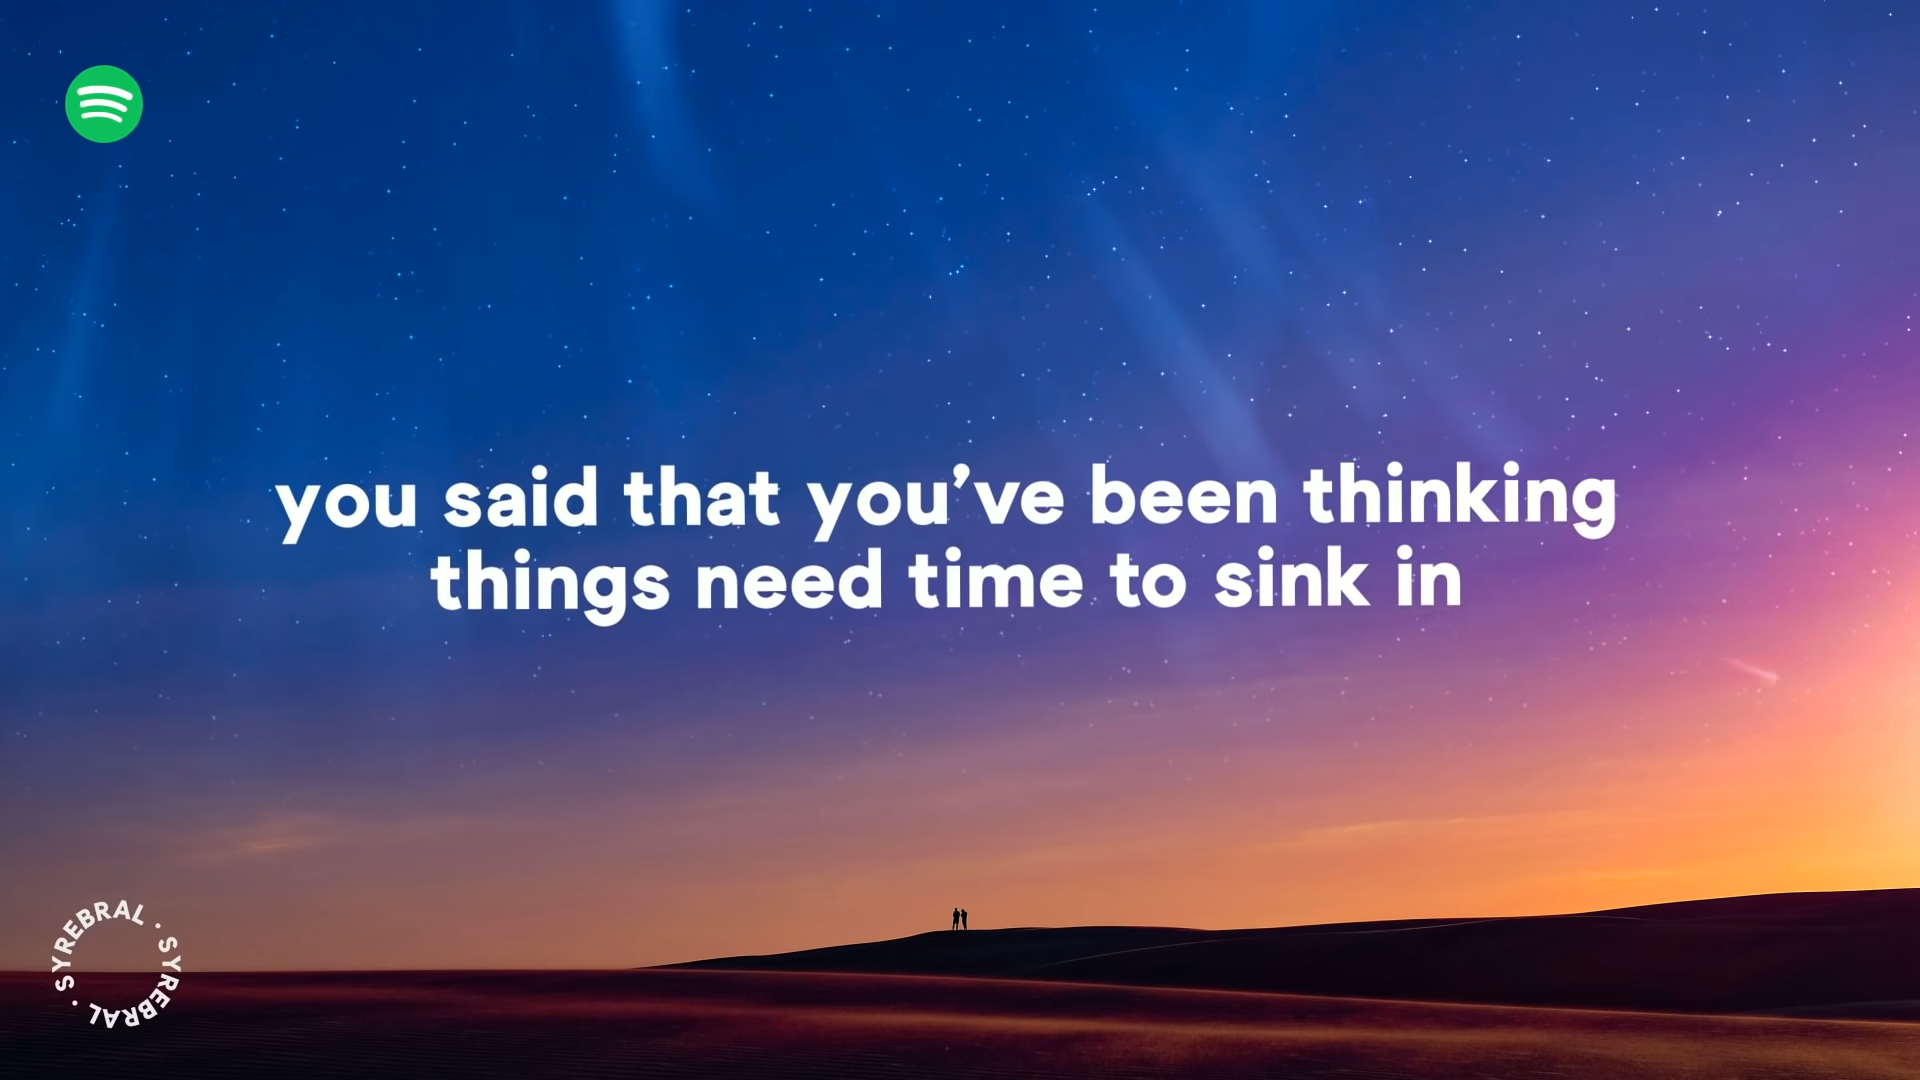 you said that you've been thinking
things need time to sink in
SYREBRAL · SYREBRAL ·